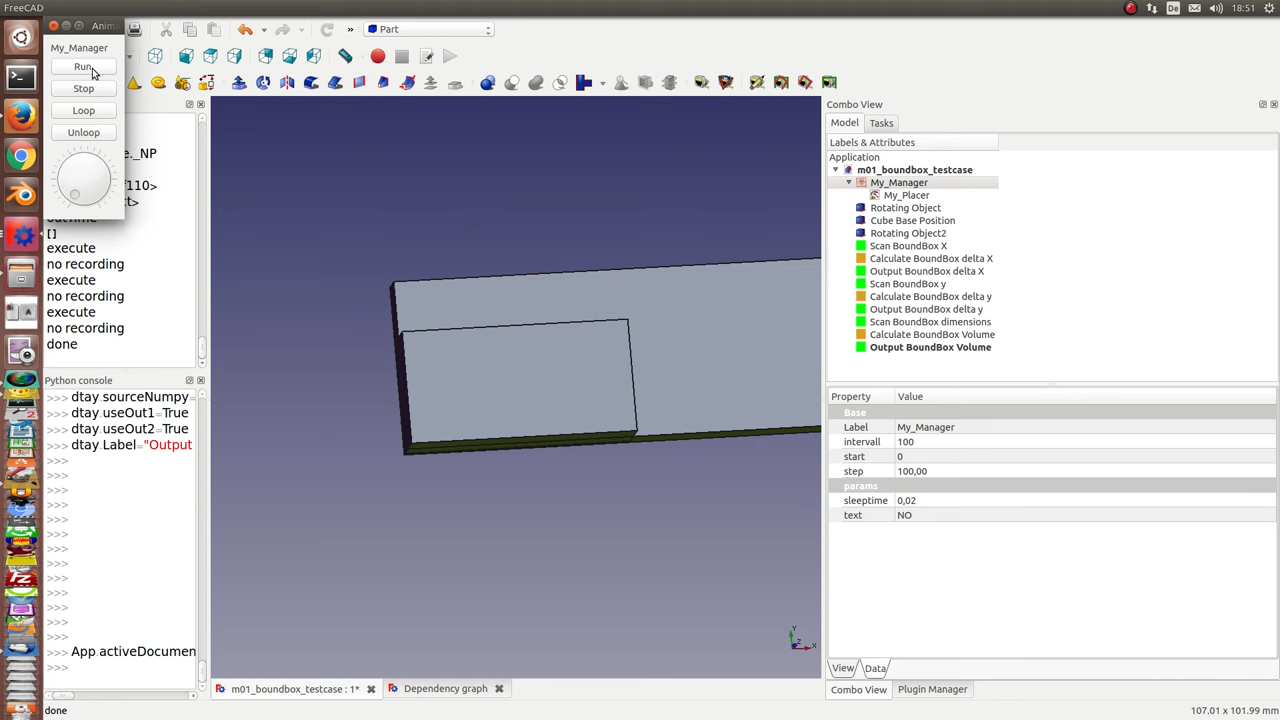 FreeCAD
De
18:51
Anim
Part
My_Manager
Run
Stop
Loop
Unloop
e._NP
f110>
ct>
[]
execute
no recording
execute
no recording
execute
no recording
done
Python console
>>> dtay.sourceNumpy=
>>> dtay.useOut1=True
>>> dtay.useOut2=True
>>> dtay.Label="Output
>>>
>>>
>>>
>>>
>>>
>>>
>>>
>>>
>>>
>>>
>>>
>>>
>>> App activeDocumen
>>>
Combo View
Model
Tasks
Labels & Attributes
Application
m01_boundbox_testcase
My_Manager
My_Placer
Rotating Object
Cube Base Position
Rotating Object2
Scan BoundBox X
Calculate BoundBox delta X
Output BoundBox delta X
Scan BoundBox y
Calculate BoundBox delta y
Output BoundBox delta y
Scan BoundBox dimensions
Calculate BoundBox Volume
Output BoundBox Volume
Property Value
Base
Label My_Manager
intervall 100
start 0
step 100,00
params
sleeptime 0,02
text NO
View
Data
Combo View
Plugin Manager
Y
Z
X
m01_boundbox_testcase : 1*
Dependency graph
done
107.01 x 101.99 mm